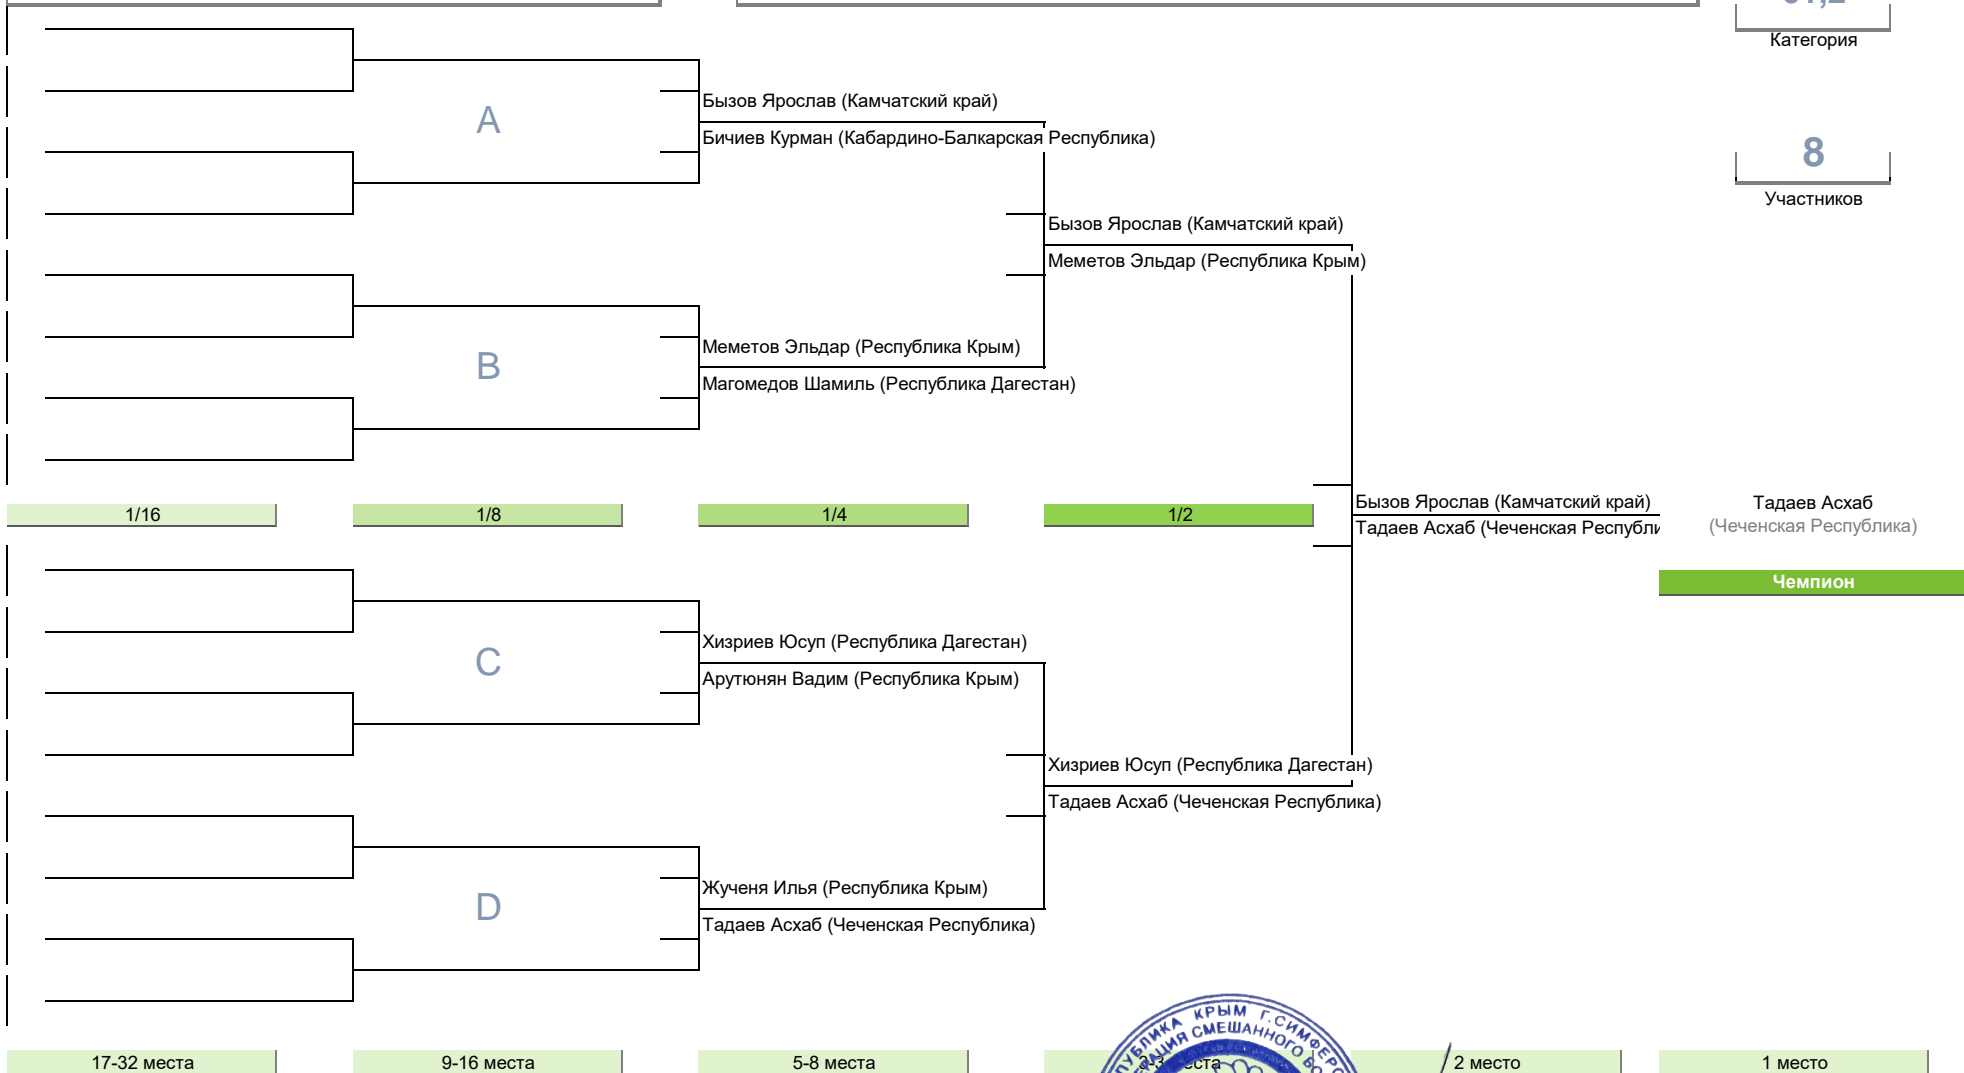 Категория
A
Бызов Ярослав (Камчатский край)
Бичиев Курман (Кабардино-Балкарская Республика)
8
Участников
Бызов Ярослав (Камчатский край)
Меметов Эльдар (Республика Крым)
B
Меметов Эльдар (Республика Крым)
Магомедов Шамиль (Республика Дагестан)
1/16
1/8
1/4
1/2
Бызов Ярослав (Камчатский край)
Тадаев Асхаб (Чеченская Республи
Тадаев Асхаб
(Чеченская Республика)
Чемпион
C
Хизриев Юсуп (Республика Дагестан)
Арутюнян Вадим (Республика Крым)
Хизриев Юсуп (Республика Дагестан)
Тадаев Асхаб (Чеченская Республика)
D
Жученя Илья (Республика Крым)
Тадаев Асхаб (Чеченская Республика)
КРЫМ
СМЕШАННОГО
17-32 места
9-16 места
5-8 места
2 место
1 место